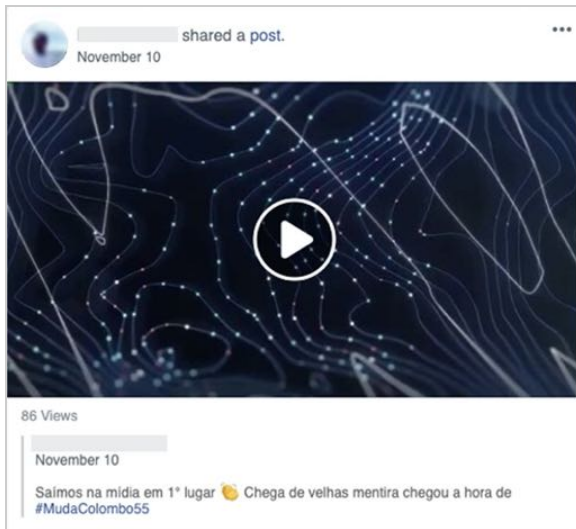 shared a post.
November 10
86 Views
November 10
Saímos na mídia em 1° lugar 👏 Chega de velhas mentira chegou a hora de
#MudaColombo55